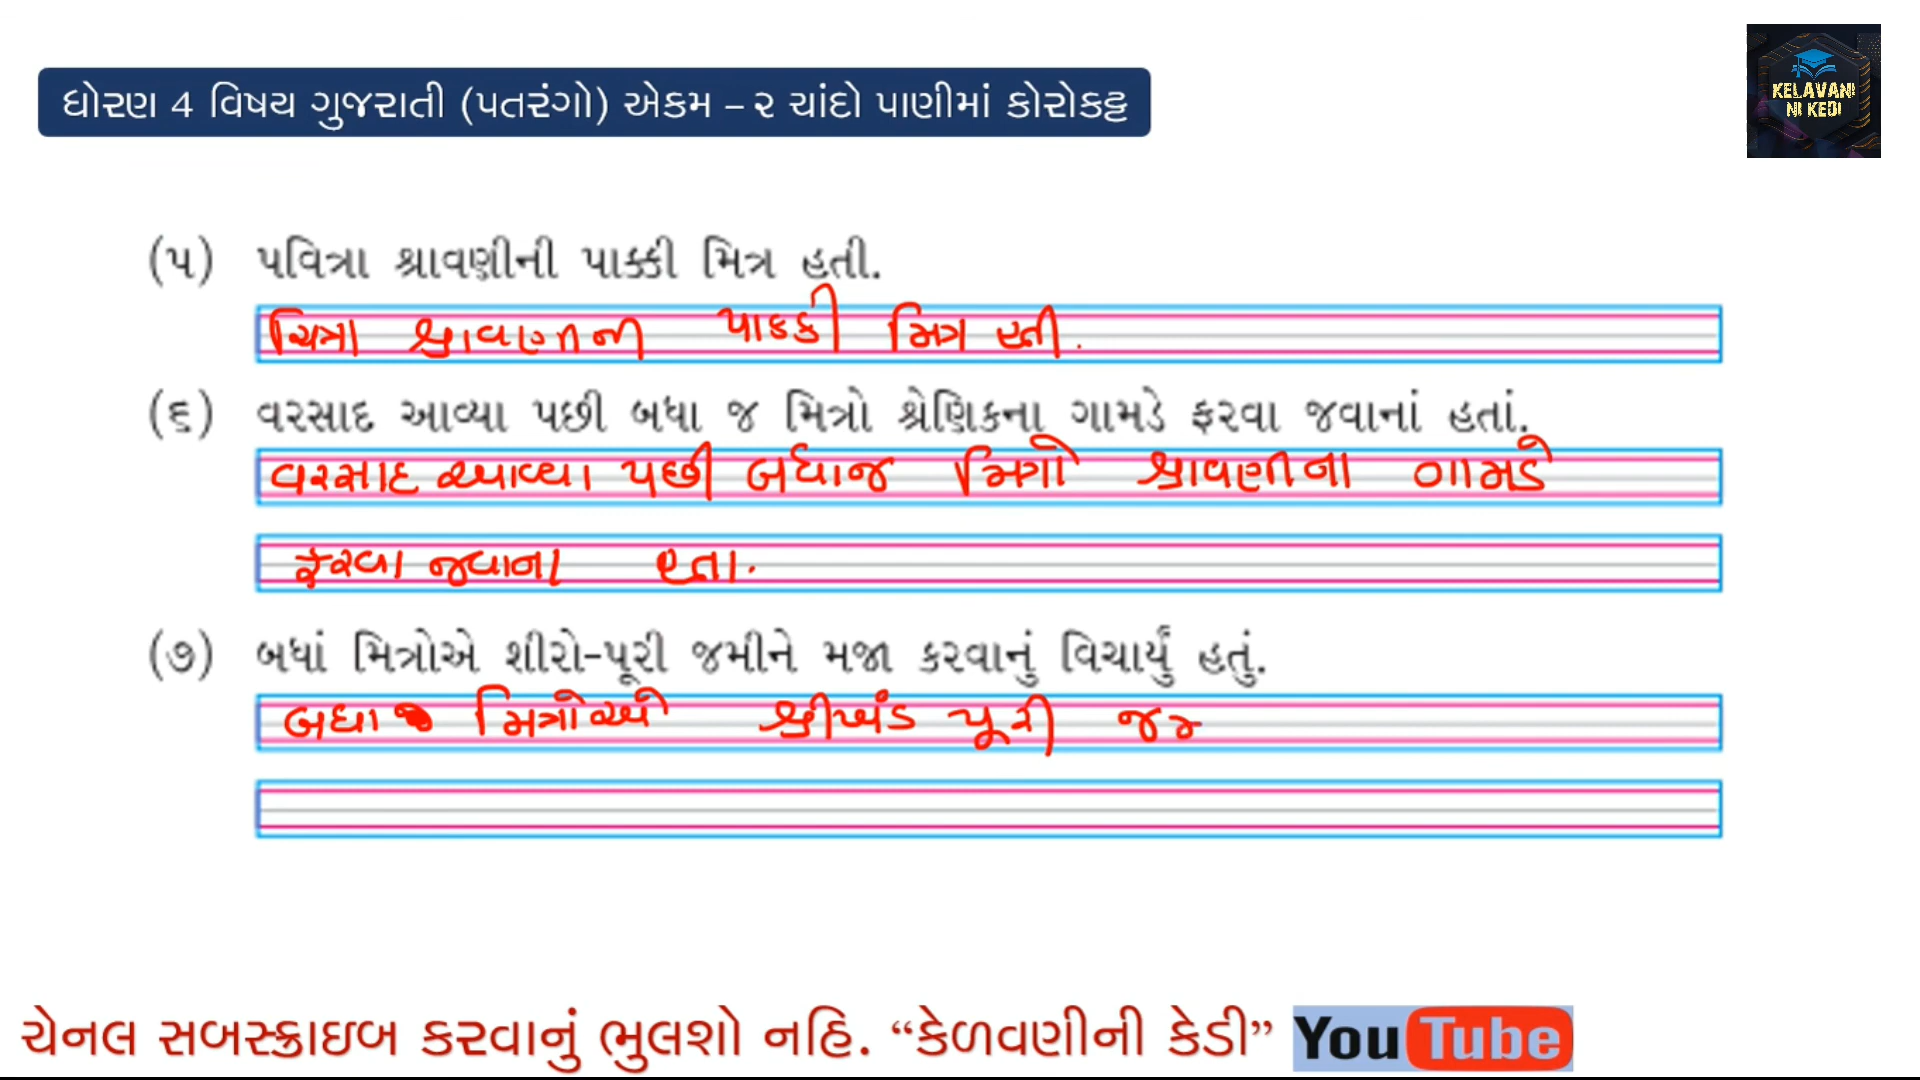 KELAVANI
NI KEDI
ધોરણ 4 વિષય ગુજરાતી (પતરંગો) એકમ – ૨ ચાંદો પાણીમાં કોરોકટ્ટ
(૫) પવિત્રા શ્રાવણીની પાક્કી મિત્ર હતી.
ચિત્રા શ્રાવણીની પાકકી મિત્ર હતી.
(૬) વરસાદ આવ્યા પછી બધા જ મિત્રો શ્રેણિકના ગામડે ફરવા જવાનાં હતાં.
વરસાદ આવ્યા પછી બધાજ મિત્રો શ્રાવણીના ગામડે
ફરવા જવાના હતા.
(૭) બધાં મિત્રોએ શીરો-પૂરી જમીને મજા કરવાનું વિચાર્યું હતું.
બધા મિત્રોએ શ્રીખંડ પૂરી
ચેનલ સબસ્ક્રાઇબ કરવાનું ભુલશો નહિ. “કેળવણીની કેડી” YouTube